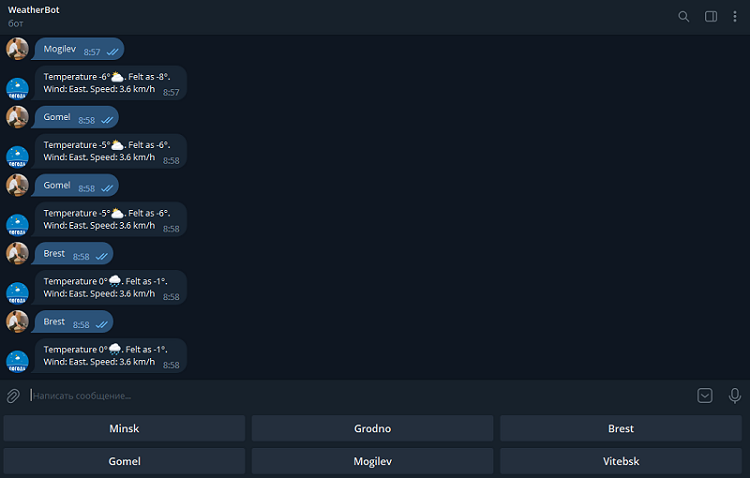 WeatherBot
бот
Mogilev 8:57
Temperature -6°. Felt as -8°.
Wind: East. Speed: 3.6 km/h 8:57
Gomel 8:58
Temperature -5°. Felt as -6°.
Wind: East. Speed: 3.6 km/h 8:58
Gomel 8:58
Temperature -5°. Felt as -6°.
Wind: East. Speed: 3.6 km/h 8:58
Brest 8:58
Temperature 0°. Felt as -1°.
Wind: East. Speed: 3.6 km/h 8:58
Brest 8:58
Temperature 0°. Felt as -1°.
Wind: East. Speed: 3.6 km/h 8:58
Написать сообщение...
Minsk Grodno Brest
Gomel Mogilev Vitebsk